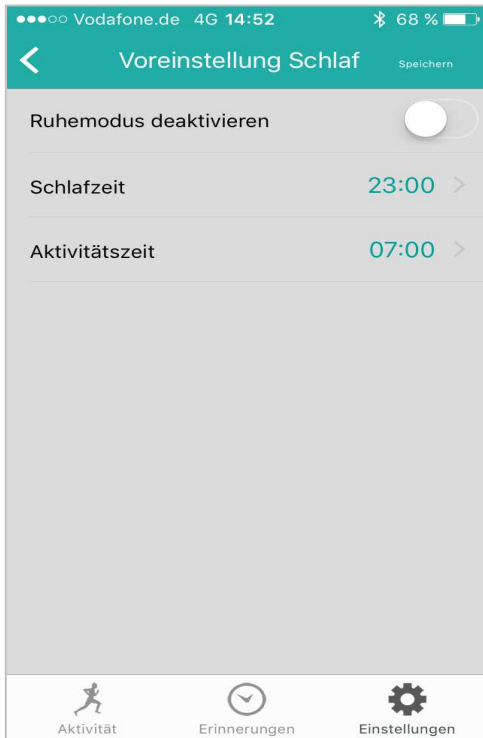 Vodafone.de 4G 14:52 68 %
Voreinstellung Schlaf Speichern
Ruhemodus deaktivieren
Schlafzeit 23:00
Aktivitätszeit 07:00
Aktivität Erinnerungen Einstellungen